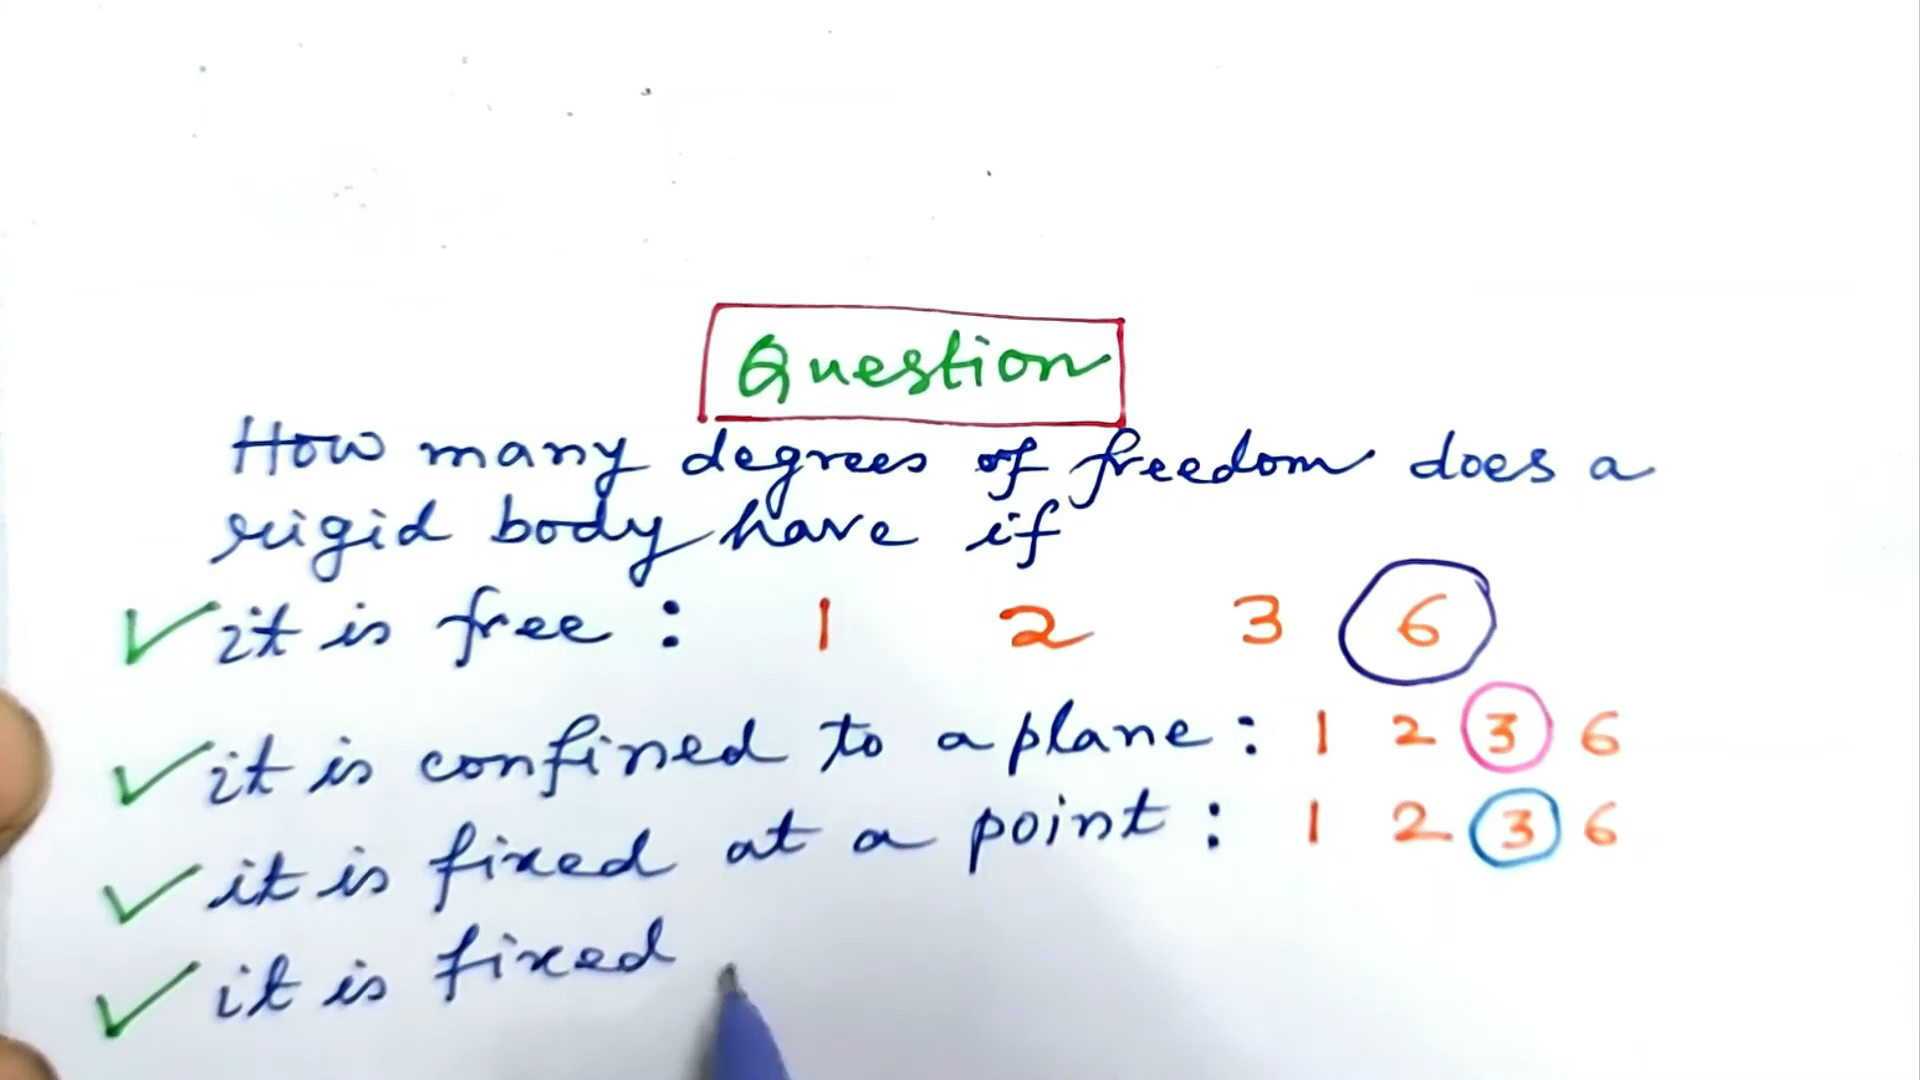 Question
How many degrees of freedom does a
rigid body have if
it is free : 1 2 3 6
it is confined to a plane : 1 2 3 6
it is fixed at a point : 1 2 3 6
it is fixed